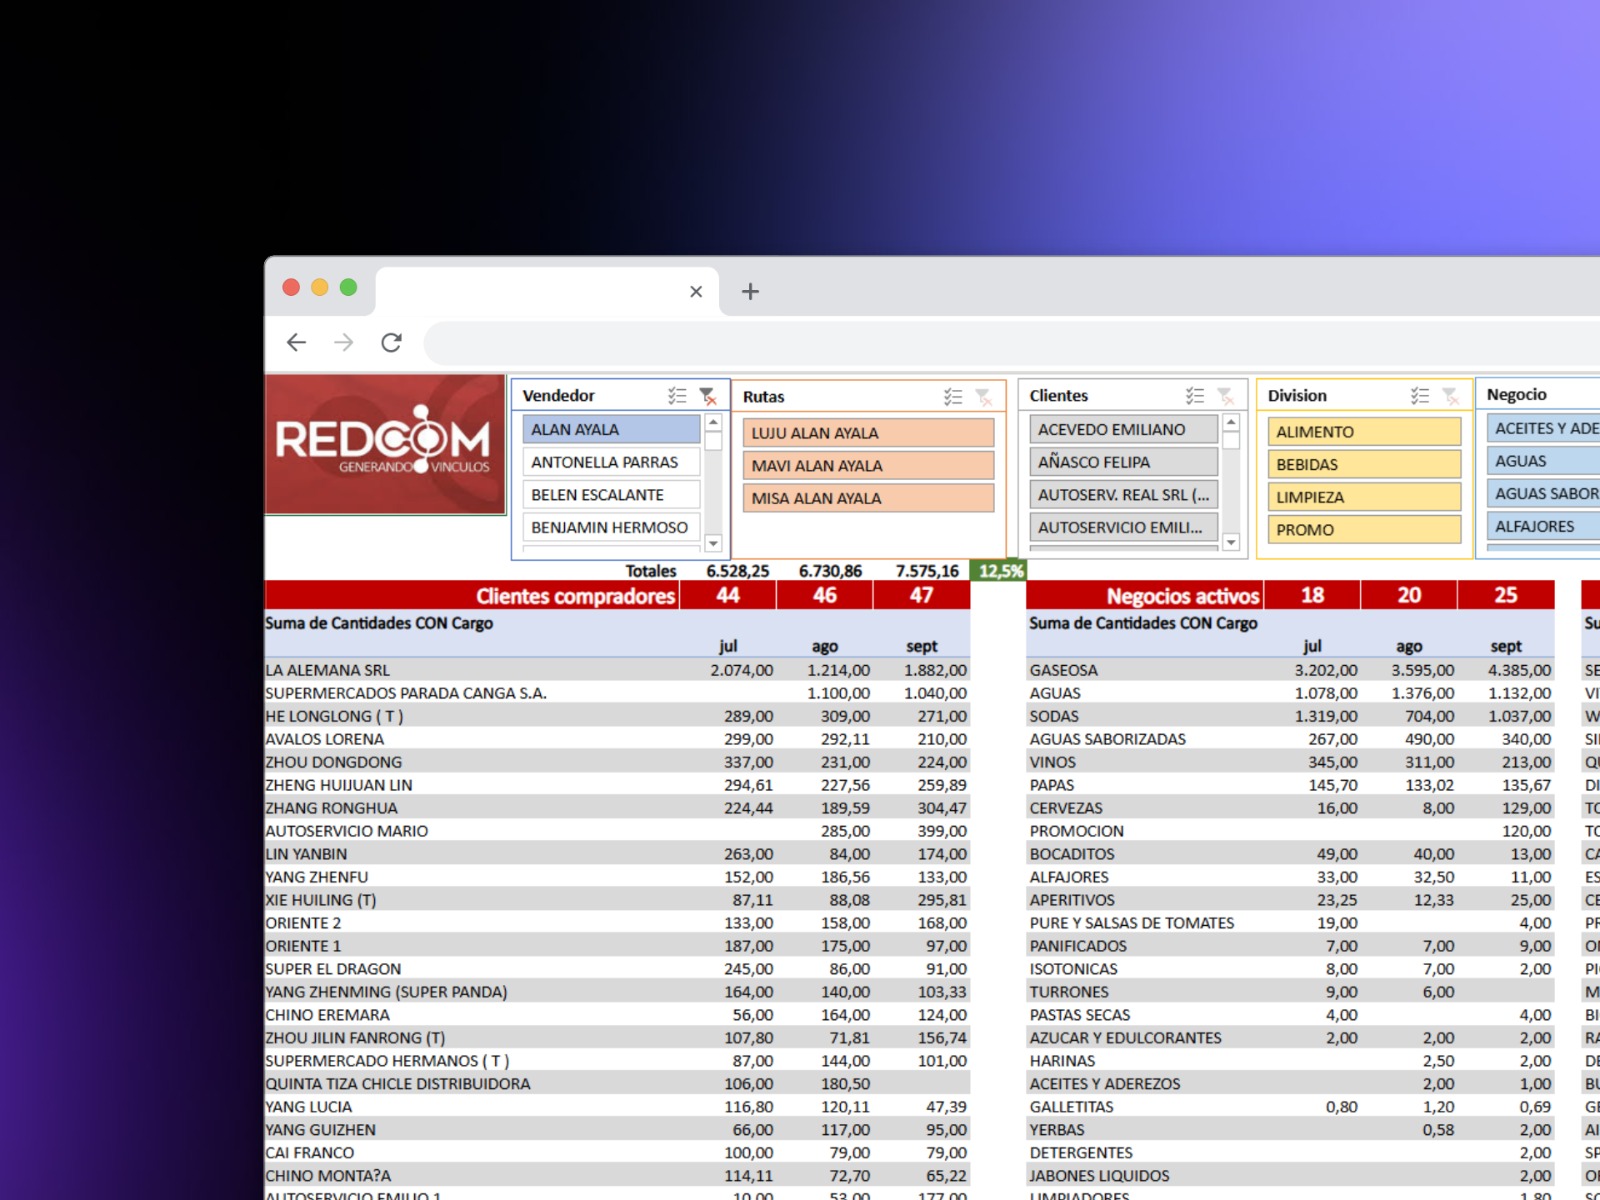 REDCOM
GENERANDO VINCULOS
Vendedor
ALAN AYALA
ANTONELLA PARRAS
BELEN ESCALANTE
BENJAMIN HERMOSO
Rutas
LUJU ALAN AYALA
MAVI ALAN AYALA
MISA ALAN AYALA
Clientes
ACEVEDO EMILIANO
AÑASCO FELIPA
AUTOSERV. REAL SRL (...
AUTOSERVICIO EMILI...
Division
ALIMENTO
BEBIDAS
LIMPIEZA
PROMO
Negocio
ACEITES Y ADE
AGUAS
AGUAS SABOR
ALFAJORES
Totales 6.528,25 6.730,86 7.575,16 12,5%
Clientes compradores 44 46 47
Suma de Cantidades CON Cargo
jul ago sept
LA ALEMANA SRL 2.074,00 1.214,00 1.882,00
SUPERMERCADOS PARADA CANGA S.A. 1.100,00 1.040,00
HE LONGLONG ( T ) 289,00 309,00 271,00
AVALOS LORENA 299,00 292,11 210,00
ZHOU DONGDONG 337,00 231,00 224,00
ZHENG HUIJUAN LIN 294,61 227,56 259,89
ZHANG RONGHUA 224,44 189,59 304,47
AUTOSERVICIO MARIO 285,00 399,00
LIN YANBIN 263,00 84,00 174,00
YANG ZHENFU 152,00 186,56 133,00
XIE HUILING (T) 87,11 88,08 295,81
ORIENTE 2 133,00 158,00 168,00
ORIENTE 1 187,00 175,00 97,00
SUPER EL DRAGON 245,00 86,00 91,00
YANG ZHENMING (SUPER PANDA) 164,00 140,00 103,33
CHINO EREMARA 56,00 164,00 124,00
ZHOU JILIN FANRONG (T) 107,80 71,81 156,74
SUPERMERCADO HERMANOS ( T ) 87,00 144,00 101,00
QUINTA TIZA CHICLE DISTRIBUIDORA 106,00 180,50
YANG LUCIA 116,80 120,11 47,39
YANG GUIZHEN 66,00 117,00 95,00
CAI FRANCO 100,00 79,00 79,00
CHINO MONTA?A 114,11 72,70 65,22
AUTOSERVICIO EMILIO 1 10,00 53,00 177,00
Negocios activos 18 20 25
Suma de Cantidades CON Cargo
jul ago sept
GASEOSA 3.202,00 3.595,00 4.385,00
AGUAS 1.078,00 1.376,00 1.132,00
SODAS 1.319,00 704,00 1.037,00
AGUAS SABORIZADAS 267,00 490,00 340,00
VINOS 345,00 311,00 213,00
PAPAS 145,70 133,02 135,67
CERVEZAS 16,00 8,00 129,00
PROMOCION 120,00
BOCADITOS 49,00 40,00 13,00
ALFAJORES 33,00 32,50 11,00
APERITIVOS 23,25 12,33 25,00
PURE Y SALSAS DE TOMATES 19,00 4,00
PANIFICADOS 7,00 7,00 9,00
ISOTONICAS 8,00 7,00 2,00
TURRONES 9,00 6,00
PASTAS SECAS 4,00 4,00
AZUCAR Y EDULCORANTES 2,00 2,00 2,00
HARINAS 2,50 2,00
ACEITES Y ADEREZOS 2,00 1,00
GALLETITAS 0,80 1,20 0,69
YERBAS 0,58 2,00
DETERGENTES 2,00
JABONES LIQUIDOS 2,00
LIMPIADORES 1,80